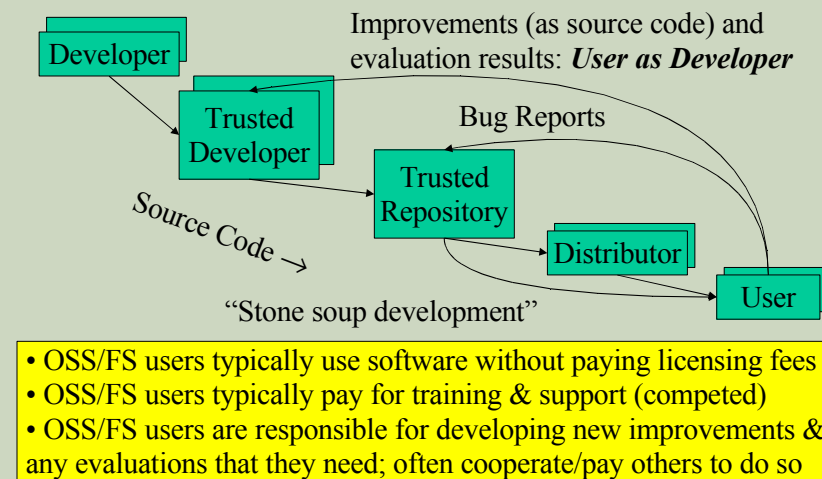 Improvements (as source code) and
evaluation results: User as Developer
Developer
Trusted
Developer
Bug Reports
Trusted
Repository
Source Code →
Distributor
User
“Stone soup development”
• OSS/FS users typically use software without paying licensing fees
• OSS/FS users typically pay for training & support (competed)
• OSS/FS users are responsible for developing new improvements &
any evaluations that they need; often cooperate/pay others to do so